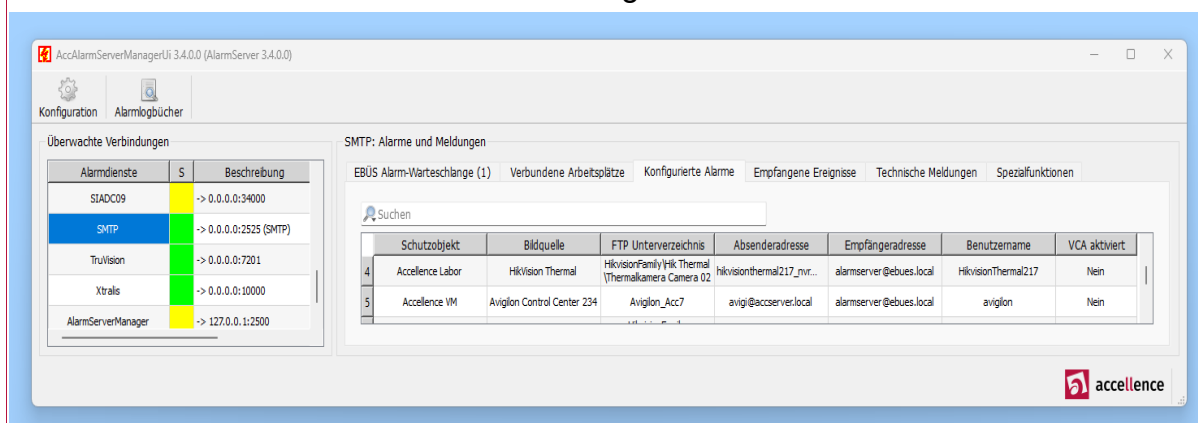 AccAlarmServerManagerUi 3.4.0.0 (AlarmServer 3.4.0.0)
Konfiguration Alarmlogbücher
Überwachte Verbindungen
Alarmdienste S Beschreibung
SIADC09 -> 0.0.0.0:34000
SMTP -> 0.0.0.0:2525 (SMTP)
TruVision -> 0.0.0.0:7201
Xtralis -> 0.0.0.0:10000
AlarmServerManager -> 127.0.0.1:2500
SMTP: Alarme und Meldungen
EBÜS Alarm-Warteschlange (1) Verbundene Arbeitsplätze Konfigurierte Alarme Empfangene Ereignisse Technische Meldungen Spezialfunktionen
Suchen
Schutzobjekt Bildquelle FTP Unterverzeichnis Absenderadresse Empfängeradresse Benutzername VCA aktiviert
4 Accellence Labor HikVision Thermal HikvisionFamily\Hik Thermal
\Thermalkamera Camera 02 hikvisionthermal217_nvr... alarmserver@ebues.local HikvisionThermal217 Nein
5 Accellence VM Avigilon Control Center 234 Avigilon_Acc7 avigi@accserver.local alarmserver@ebues.local avigilon Nein
accellence